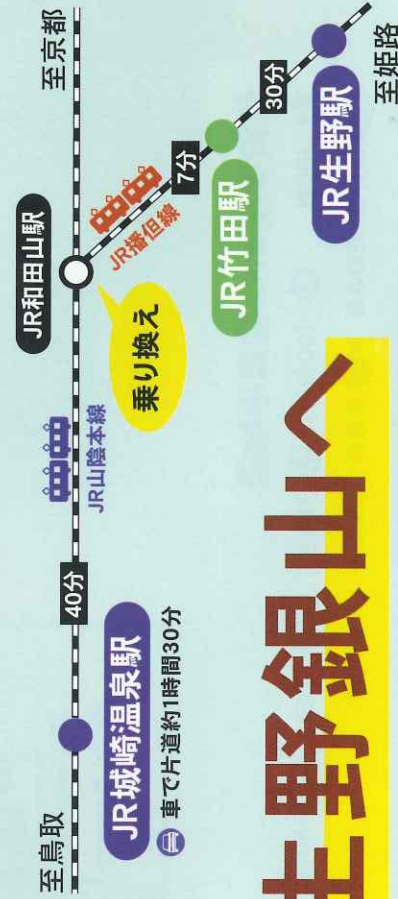 至鳥取
至京都
JR和田山駅
40分
JR山陰本線
JR播但線
乗り換え
7分
30分
JR城崎温泉駅
車で片道約1時間30分
JR竹田駅
JR生野駅
至姫路
生野銀山へ